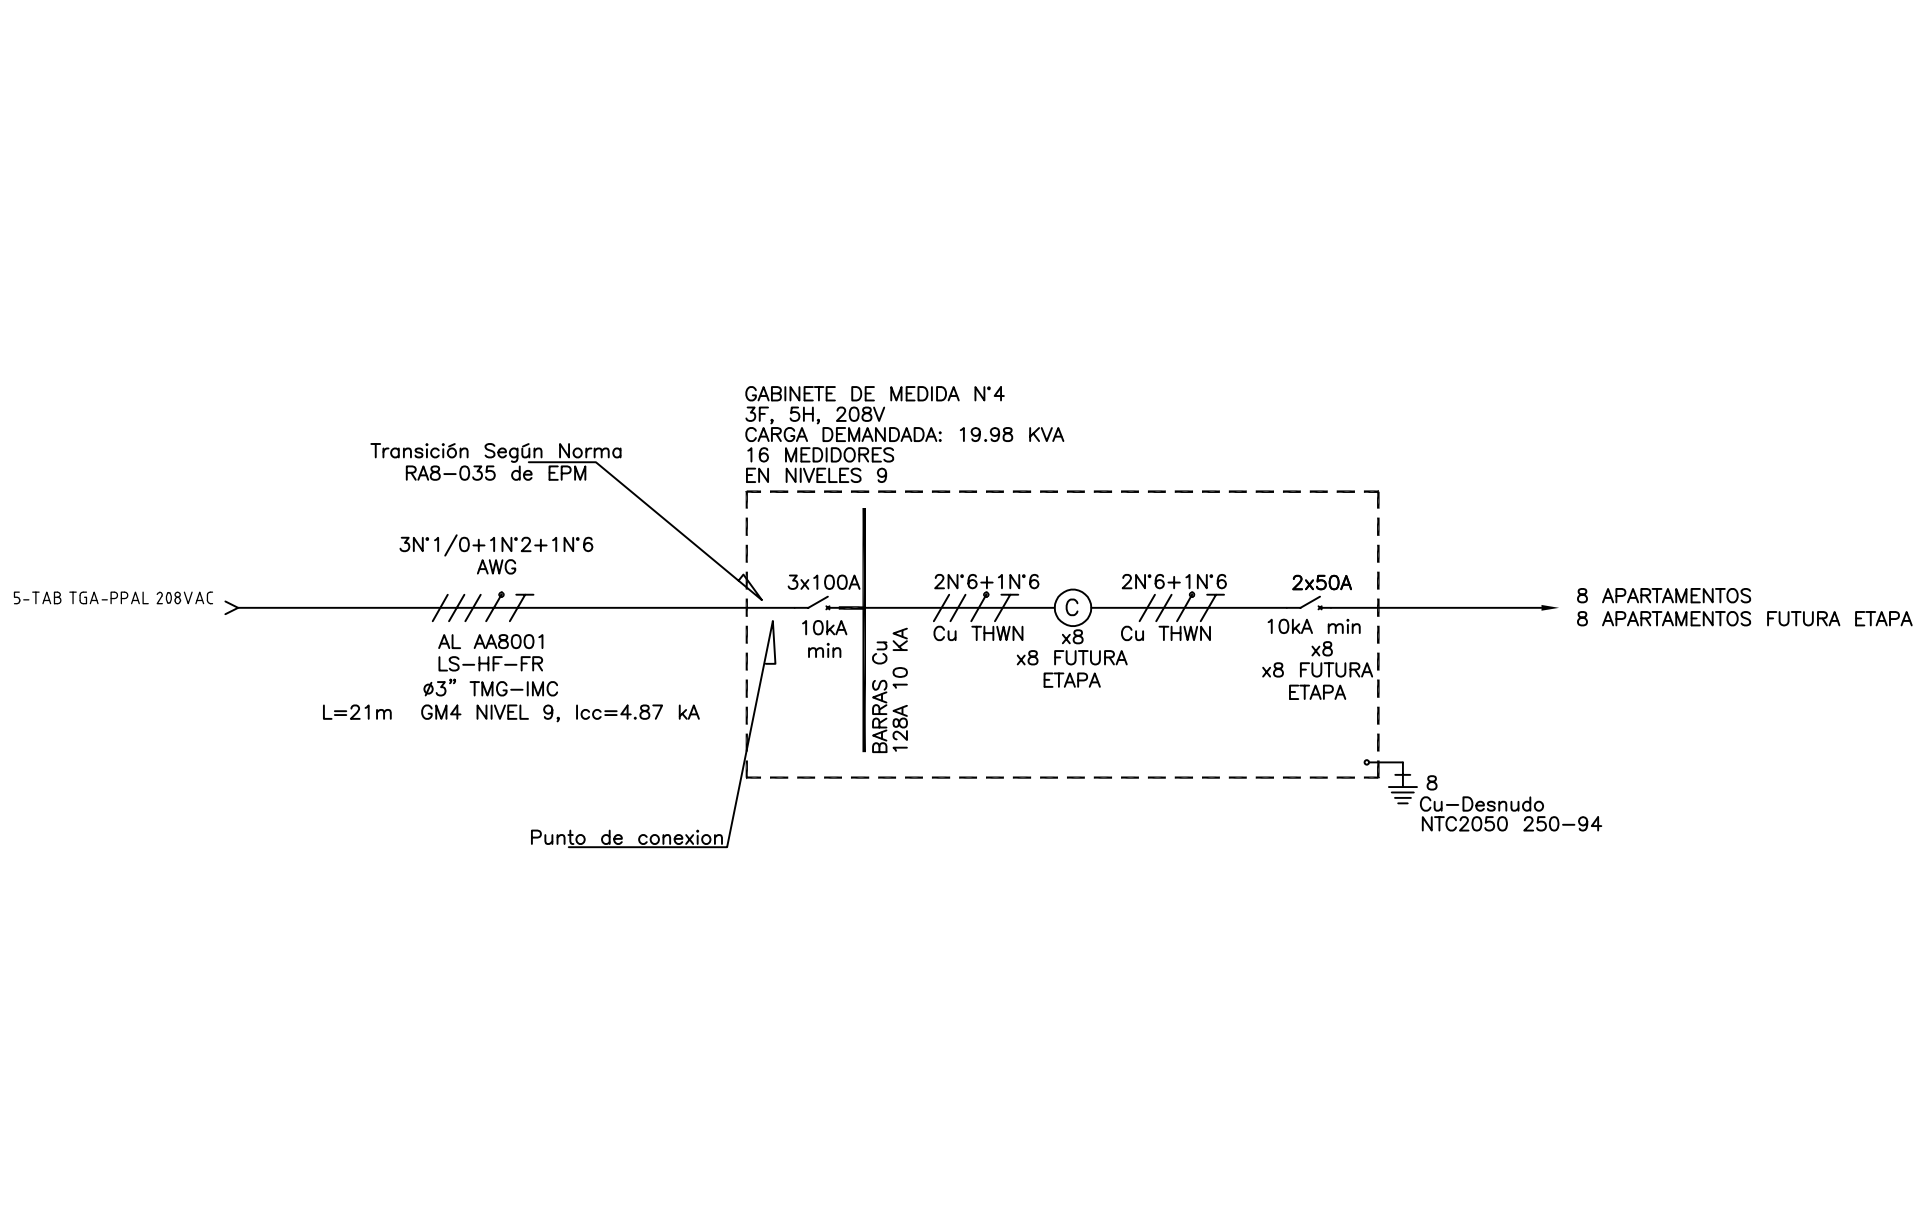 GABINETE DE MEDIDA N°4
3F, 5H, 208V
CARGA DEMANDADA: 19.98 KVA
16 MEDIDORES
EN NIVELES 9
Transición Según Norma
RA8-035 de EPM
3N°1/0+1N°2+1N°6
AWG
5-TAB TGA-PPAL 208VAC
AL AA8001
LS-HF-FR
ø3" TMG-IMC
L=21m GM4 NIVEL 9, Icc=4.87 kA
Punto de conexion
3x100A
10kA
min
BARRAS Cu
128A 10 KA
2N°6+1N°6
Cu THWN
C
x8
x8 FUTURA
ETAPA
2N°6+1N°6
Cu THWN
2x50A
10kA min
x8
x8 FUTURA
ETAPA
8 APARTAMENTOS
8 APARTAMENTOS FUTURA ETAPA
8
Cu-Desnudo
NTC2050 250-94